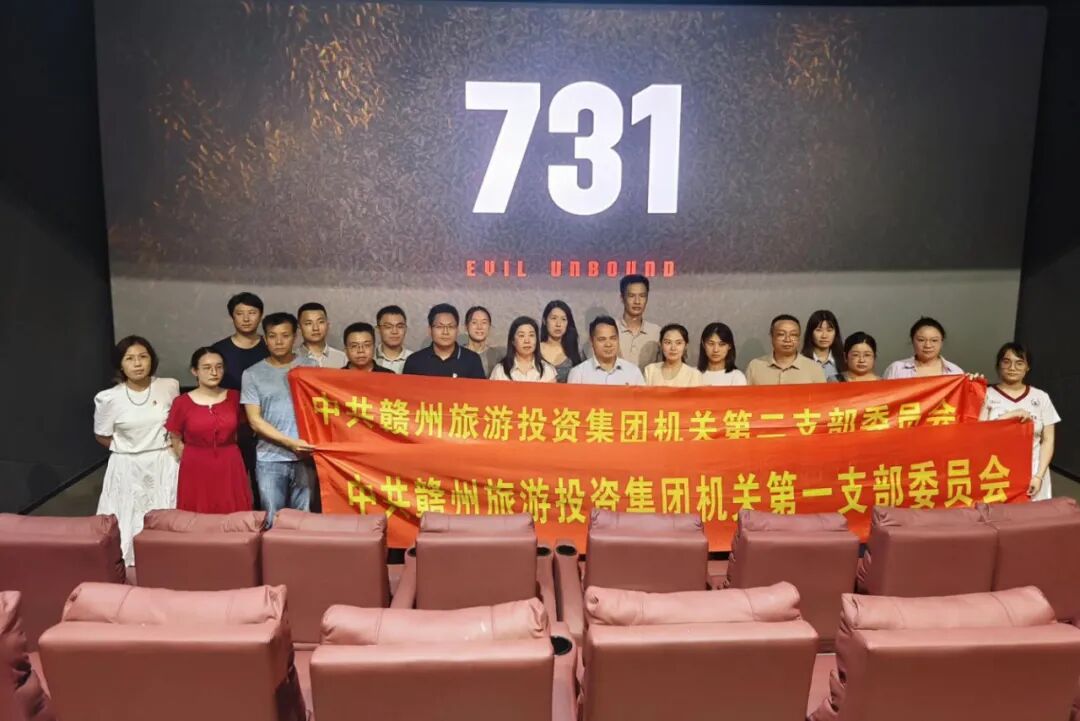 731
EVIL UNBOUND
中共赣州旅游投资集团机关第二支部委员会
中共赣州旅游投资集团机关第一支部委员会